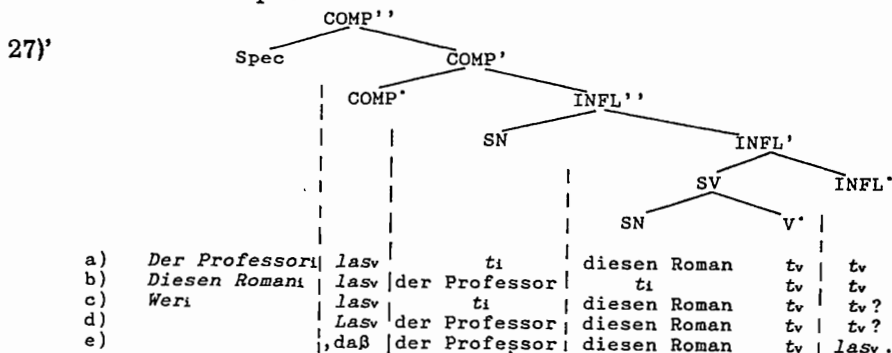 COMP''
27)'
Spec COMP'
COMP° INFL''
SN INFL'
SV INFL°
SN V°
a) Der Professori lasv ti diesen Roman tv tv
b) Diesen Romani lasv der Professor ti tv tv
c) Weri lasv ti diesen Roman tv tv?
d) Lasv der Professor diesen Roman tv tv?
e) ,daβ der Professor diesen Roman tv lasv,